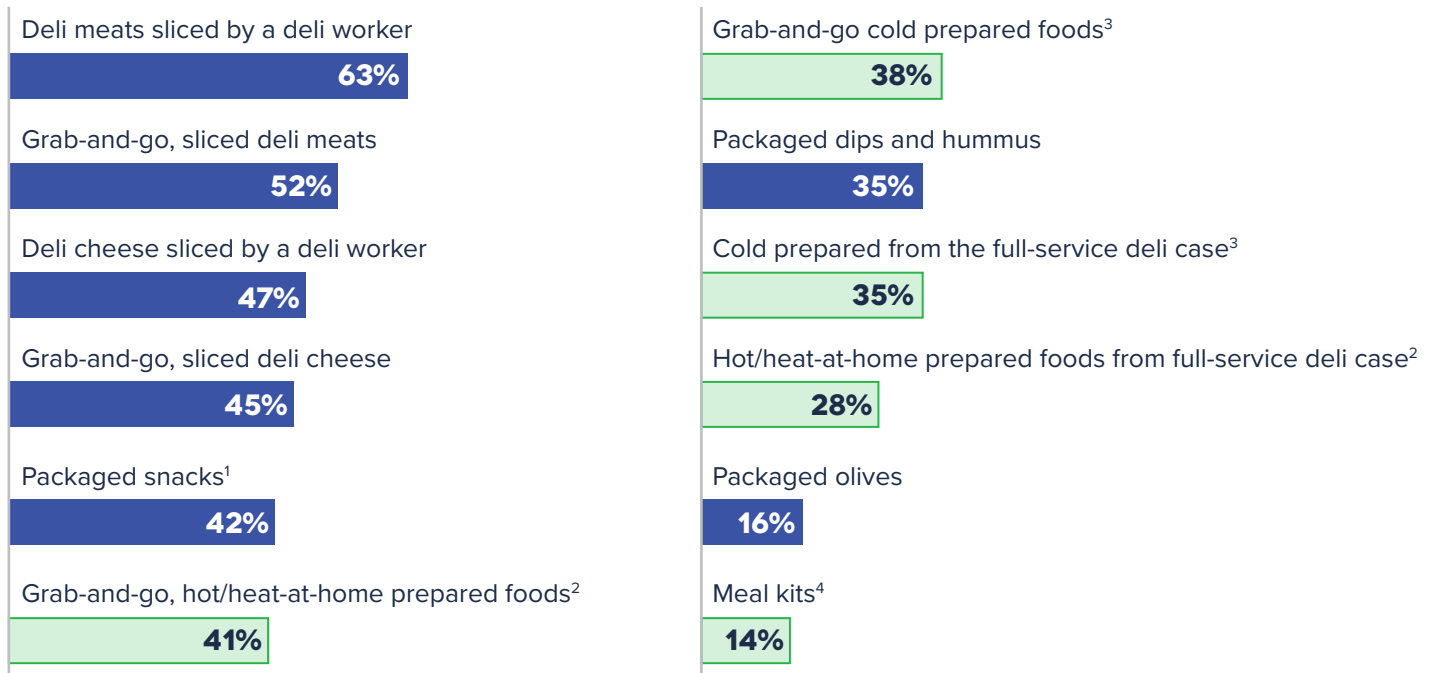 Deli meats sliced by a deli worker
63%
Grab-and-go, sliced deli meats
52%
Deli cheese sliced by a deli worker
47%
Grab-and-go, sliced deli cheese
45%
Packaged snacks¹
42%
Grab-and-go, hot/heat-at-home prepared foods²
41%
Grab-and-go cold prepared foods³
38%
Packaged dips and hummus
35%
Cold prepared from the full-service deli case³
35%
Hot/heat-at-home prepared foods from full-service deli case²
28%
Packaged olives
16%
Meal kits⁴
14%